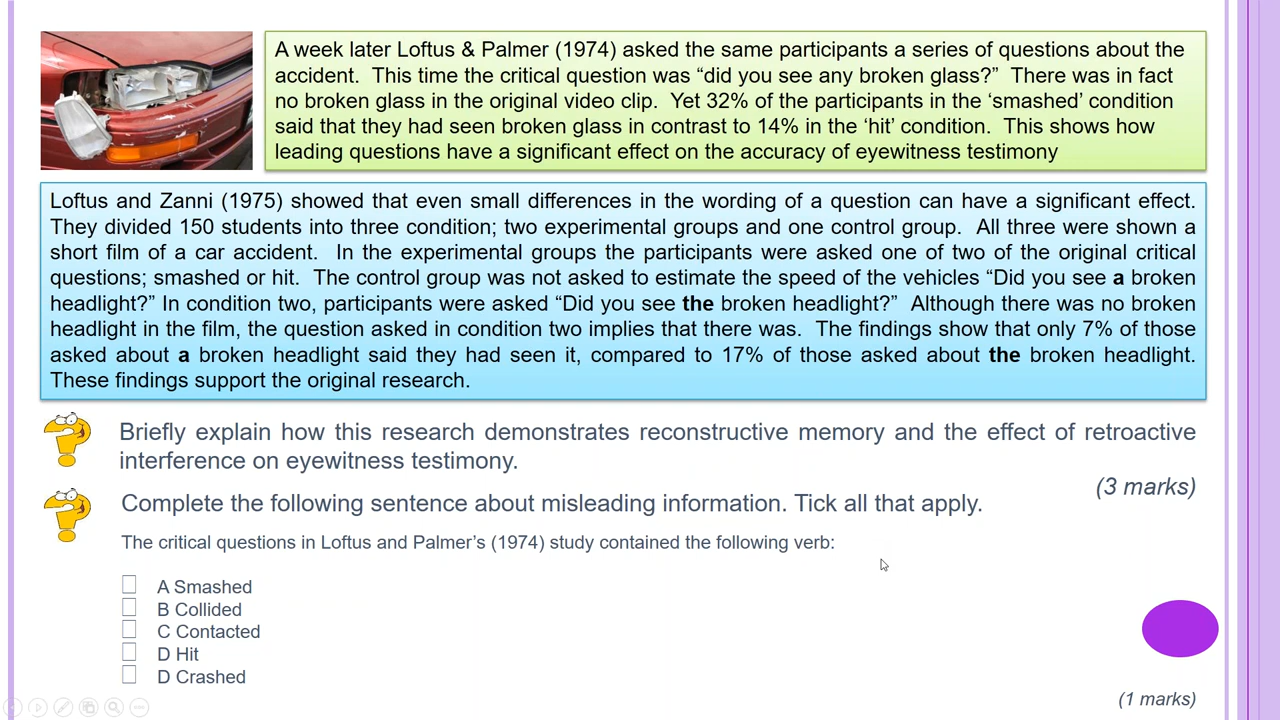 A week later Loftus & Palmer (1974) asked the same participants a series of questions about the
accident.  This time the critical question was “did you see any broken glass?”  There was in fact
no broken glass in the original video clip.  Yet 32% of the participants in the ‘smashed’ condition
said that they had seen broken glass in contrast to 14% in the ‘hit’ condition.  This shows how
leading questions have a significant effect on the accuracy of eyewitness testimony
Loftus and Zanni (1975) showed that even small differences in the wording of a question can have a significant effect.
They divided 150 students into three condition; two experimental groups and one control group.  All three were shown a
short film of a car accident.  In the experimental groups the participants were asked one of two of the original critical
questions; smashed or hit.  The control group was not asked to estimate the speed of the vehicles “Did you see a broken
headlight?” In condition two, participants were asked “Did you see the broken headlight?”  Although there was no broken
headlight in the film, the question asked in condition two implies that there was.  The findings show that only 7% of those
asked about a broken headlight said they had seen it, compared to 17% of those asked about the broken headlight.
These findings support the original research.
Briefly explain how this research demonstrates reconstructive memory and the effect of retroactive
interference on eyewitness testimony.
(3 marks)
Complete the following sentence about misleading information. Tick all that apply.
The critical questions in Loftus and Palmer’s (1974) study contained the following verb:
A Smashed
B Collided
C Contacted
D Hit
D Crashed
(1 marks)